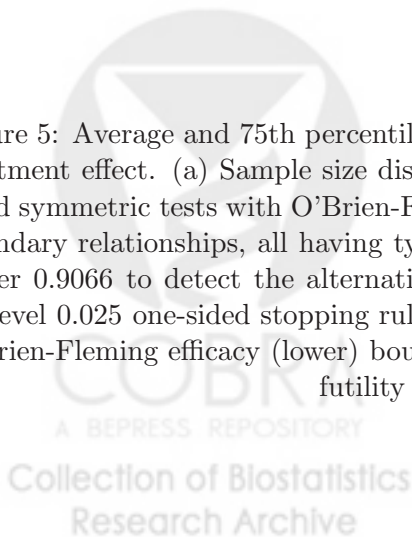 ure 5: Average and 75th percentil
tment effect. (a) Sample size dis
d symmetric tests with O'Brien-F
ndary relationships, all having ty
er 0.9066 to detect the alternati
level 0.025 one-sided stopping rul
rien-Fleming efficacy (lower) bou
futility
COBRA
A BEPRESS REPOSITORY
Collection of Biostatistics
Research Archive